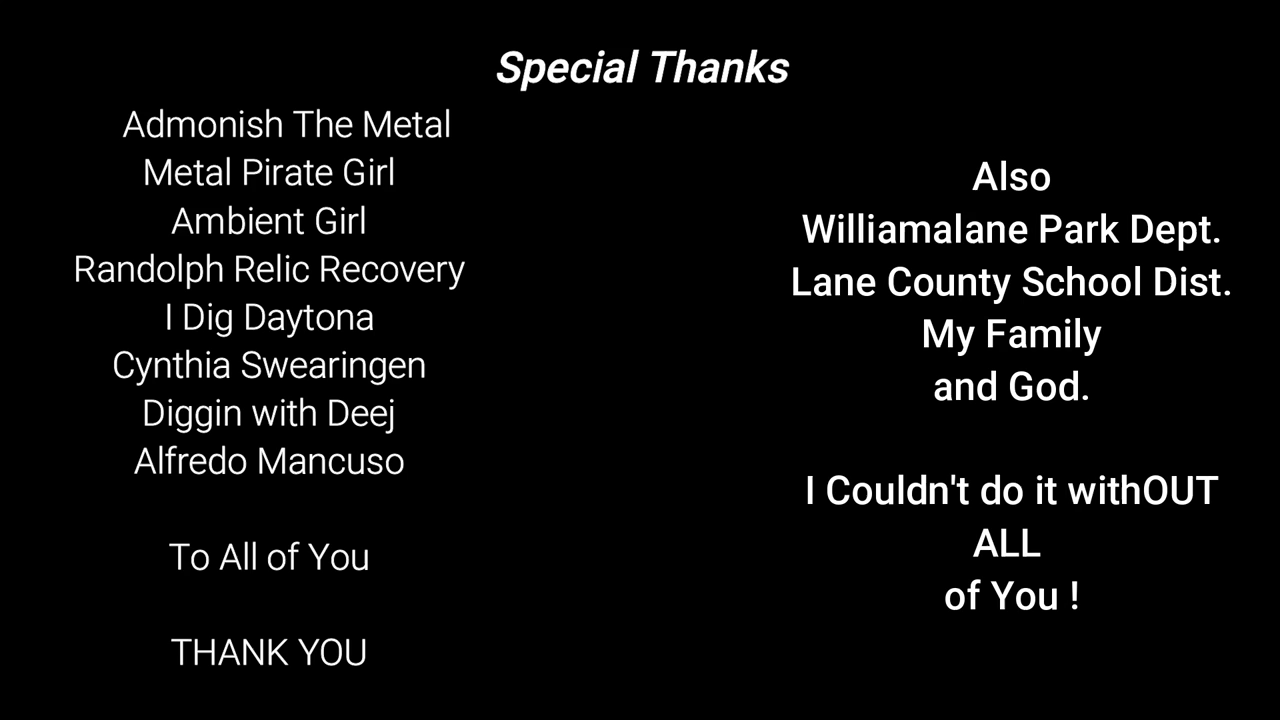 Special Thanks
Admonish The Metal
Metal Pirate Girl
Ambient Girl
Randolph Relic Recovery
I Dig Daytona
Cynthia Swearingen
Diggin with Deej
Alfredo Mancuso
To All of You
THANK YOU
Also
Williamalane Park Dept.
Lane County School Dist.
My Family
and God.
I Couldn't do it withOUT
ALL
of You !